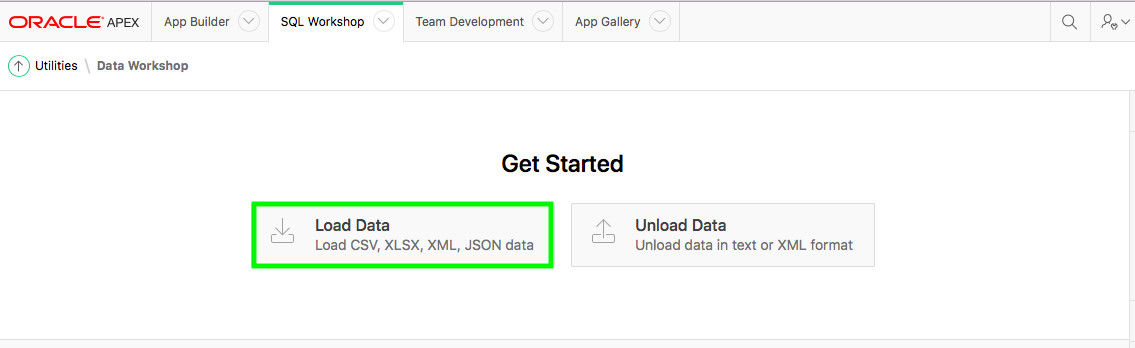 ORACLE APEX App Builder SQL Workshop Team Development App Gallery
Utilities \ Data Workshop
Get Started
Load Data
Load CSV, XLSX, XML, JSON data
Unload Data
Unload data in text or XML format